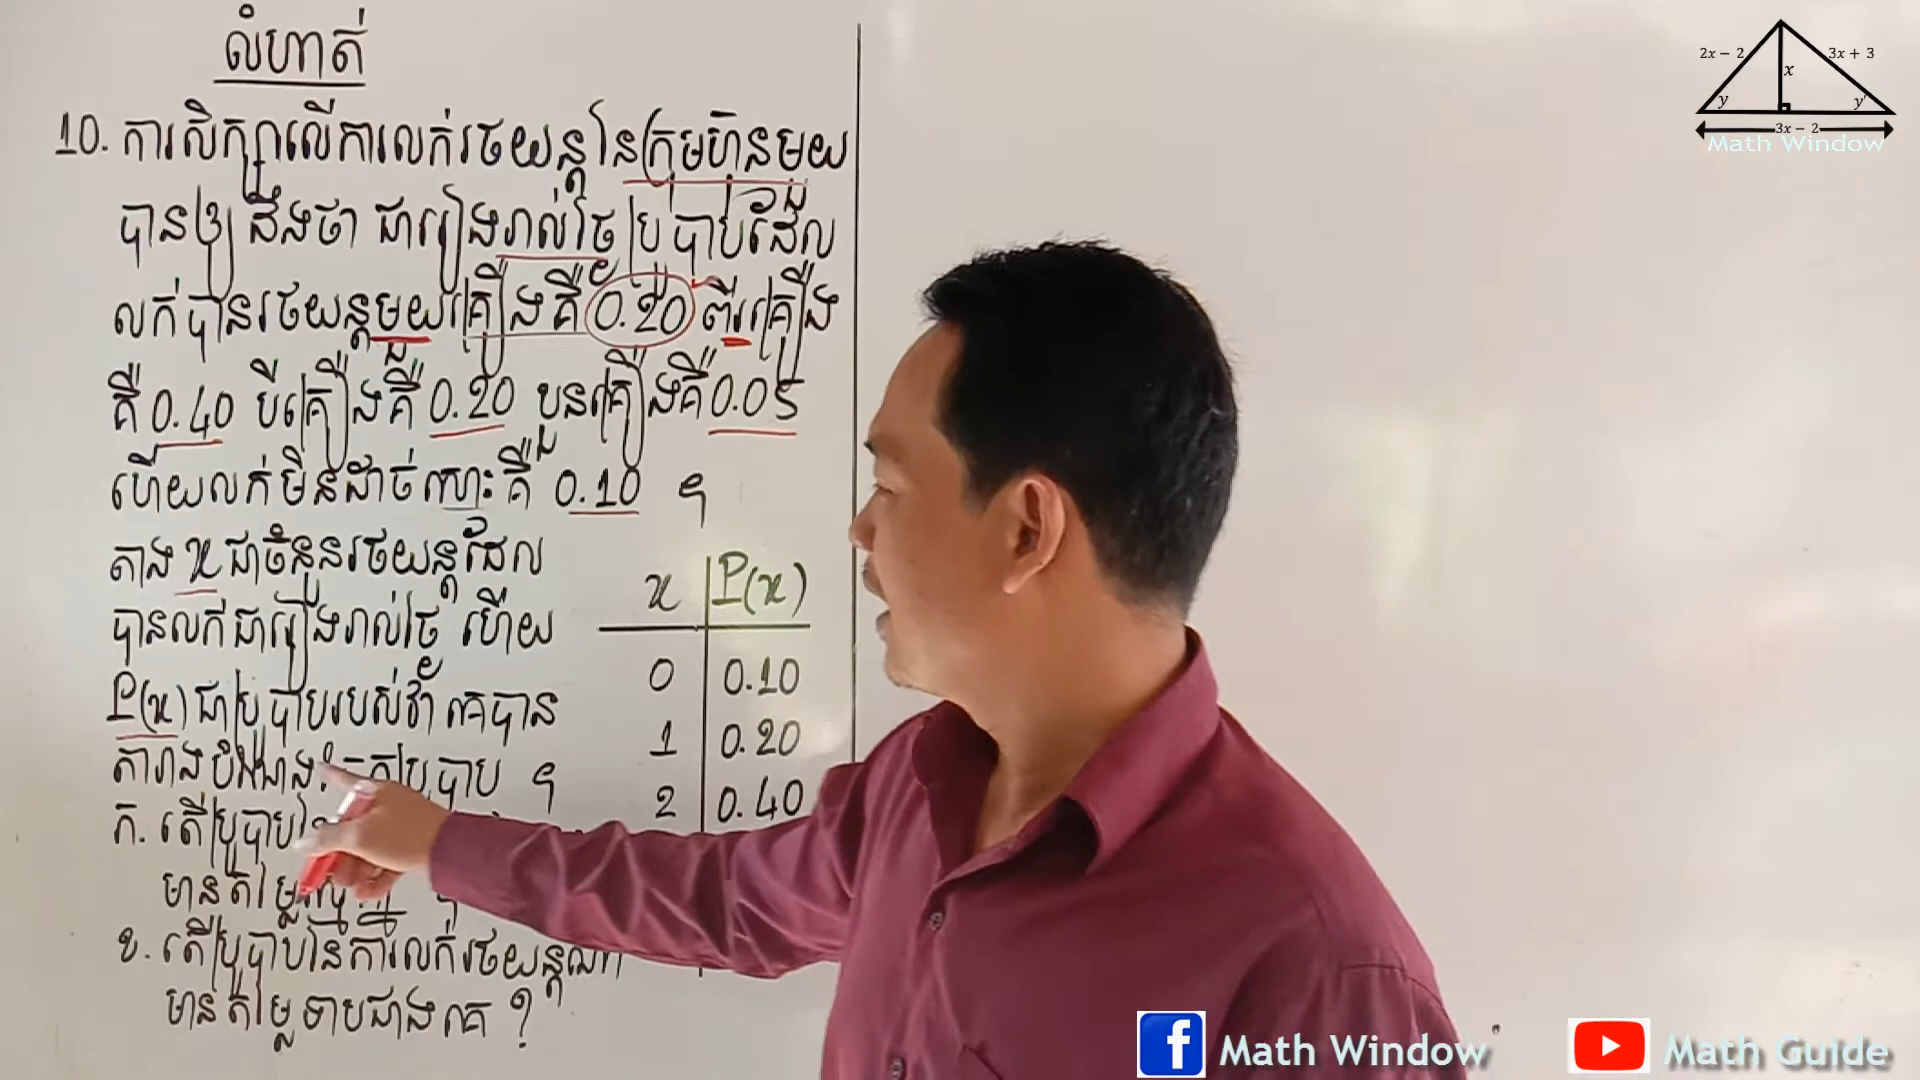 លំហាត់
10. ការសិក្សាលើការលក់រថយន្តនៃក្រុមហ៊ុនមួយ
បានឲ្យដឹងថា ជារៀងរាល់ថ្ងៃ ប្រូបាបដែល
លក់បានរថយន្តមួយគ្រឿងគឺ 0.20 ពីរគ្រឿង
គឺ 0.40 បីគ្រឿងគឺ 0.20 បួនគ្រឿងគឺ 0.05
ហើយលក់មិនដាច់សោះគឺ 0.10 ។
តាង x ជាចំនួនរថយន្តដែល
បានលក់ជារៀងរាល់ថ្ងៃ ហើយ
P(x) ជាប្រូបាបរបស់វា គេបាន
តារាងបំណែងចែកប្រូបាប ។
ក. តើប្រូបាបនៃ
មានតម្លៃស្មើគ្នា
ខ. តើប្រូបាបនៃការលក់រថយន្តណា
មានតម្លៃទាបជាងគេ ?
x P(x)
0 0.10
1 0.20
2 0.40
2x − 2
3x + 3
x
y
y'
3x − 2
Math Window
Math Window
Math Guide